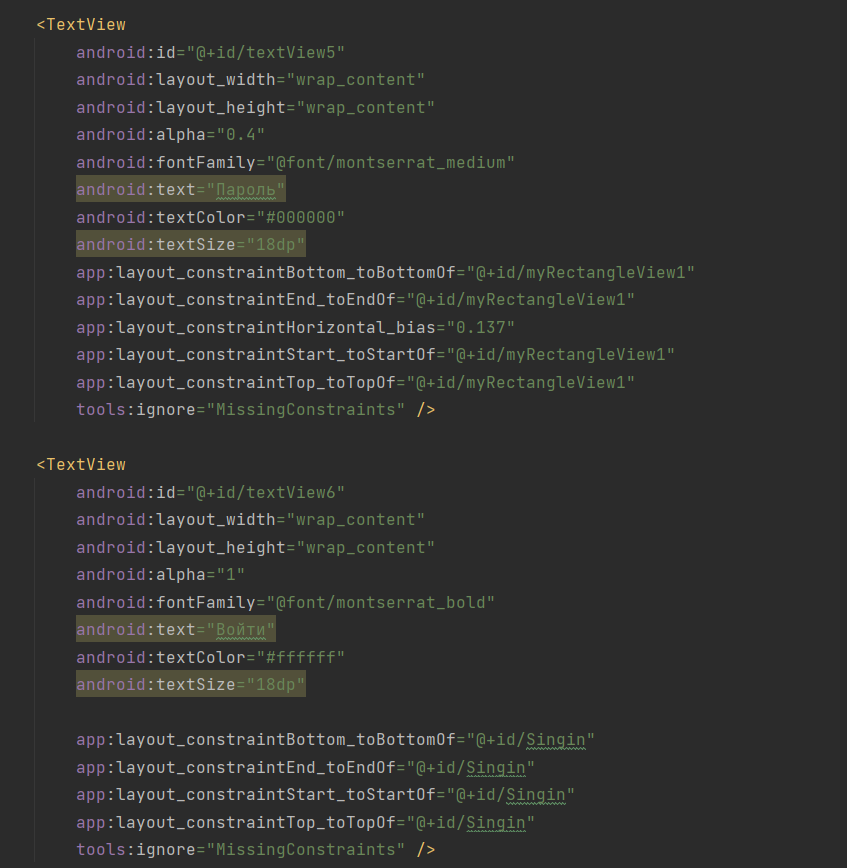 <TextView
android:id="@+id/textView5"
android:layout_width="wrap_content"
android:layout_height="wrap_content"
android:alpha="0.4"
android:fontFamily="@font/montserrat_medium"
android:text="Пароль"
android:textColor="#000000"
android:textSize="18dp"
app:layout_constraintBottom_toBottomOf="@+id/myRectangleView1"
app:layout_constraintEnd_toEndOf="@+id/myRectangleView1"
app:layout_constraintHorizontal_bias="0.137"
app:layout_constraintStart_toStartOf="@+id/myRectangleView1"
app:layout_constraintTop_toTopOf="@+id/myRectangleView1"
tools:ignore="MissingConstraints" />
<TextView
android:id="@+id/textView6"
android:layout_width="wrap_content"
android:layout_height="wrap_content"
android:alpha="1"
android:fontFamily="@font/montserrat_bold"
android:text="Войти"
android:textColor="#ffffff"
android:textSize="18dp"
app:layout_constraintBottom_toBottomOf="@+id/Singin"
app:layout_constraintEnd_toEndOf="@+id/Singin"
app:layout_constraintStart_toStartOf="@+id/Singin"
app:layout_constraintTop_toTopOf="@+id/Singin"
tools:ignore="MissingConstraints" />